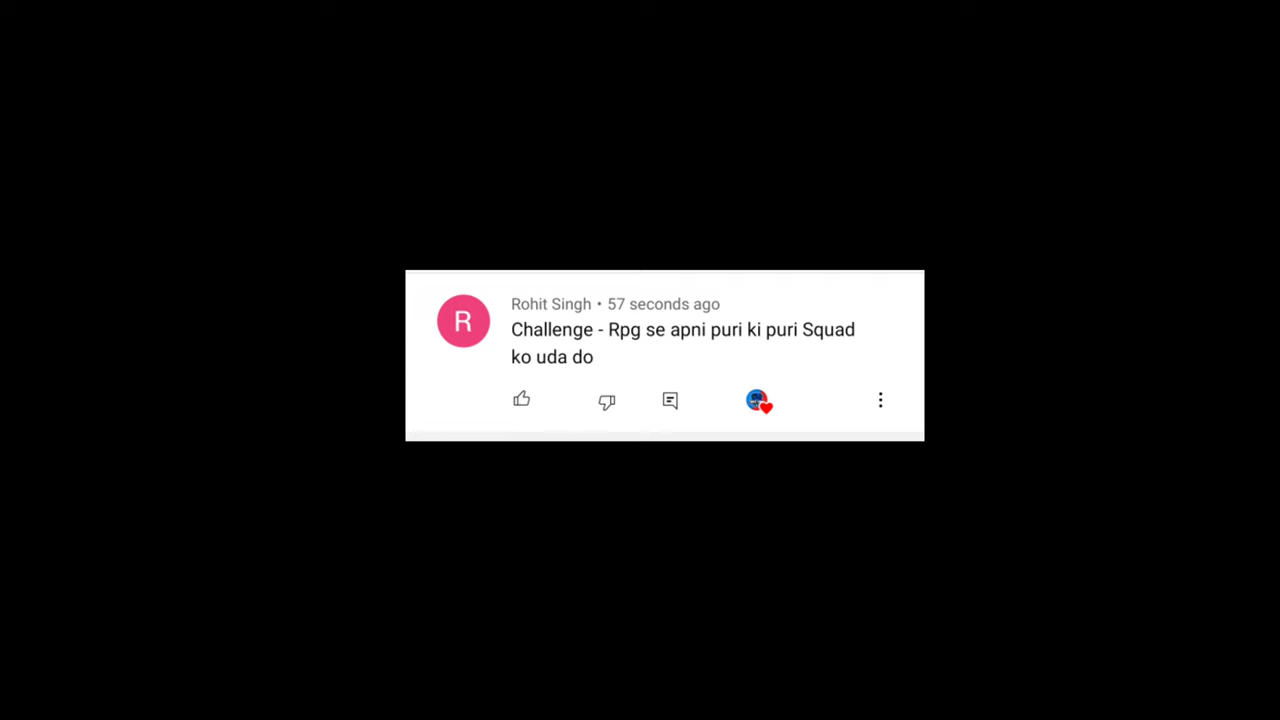 R
Rohit Singh • 57 seconds ago
Challenge - Rpg se apni puri ki puri Squad
ko uda do